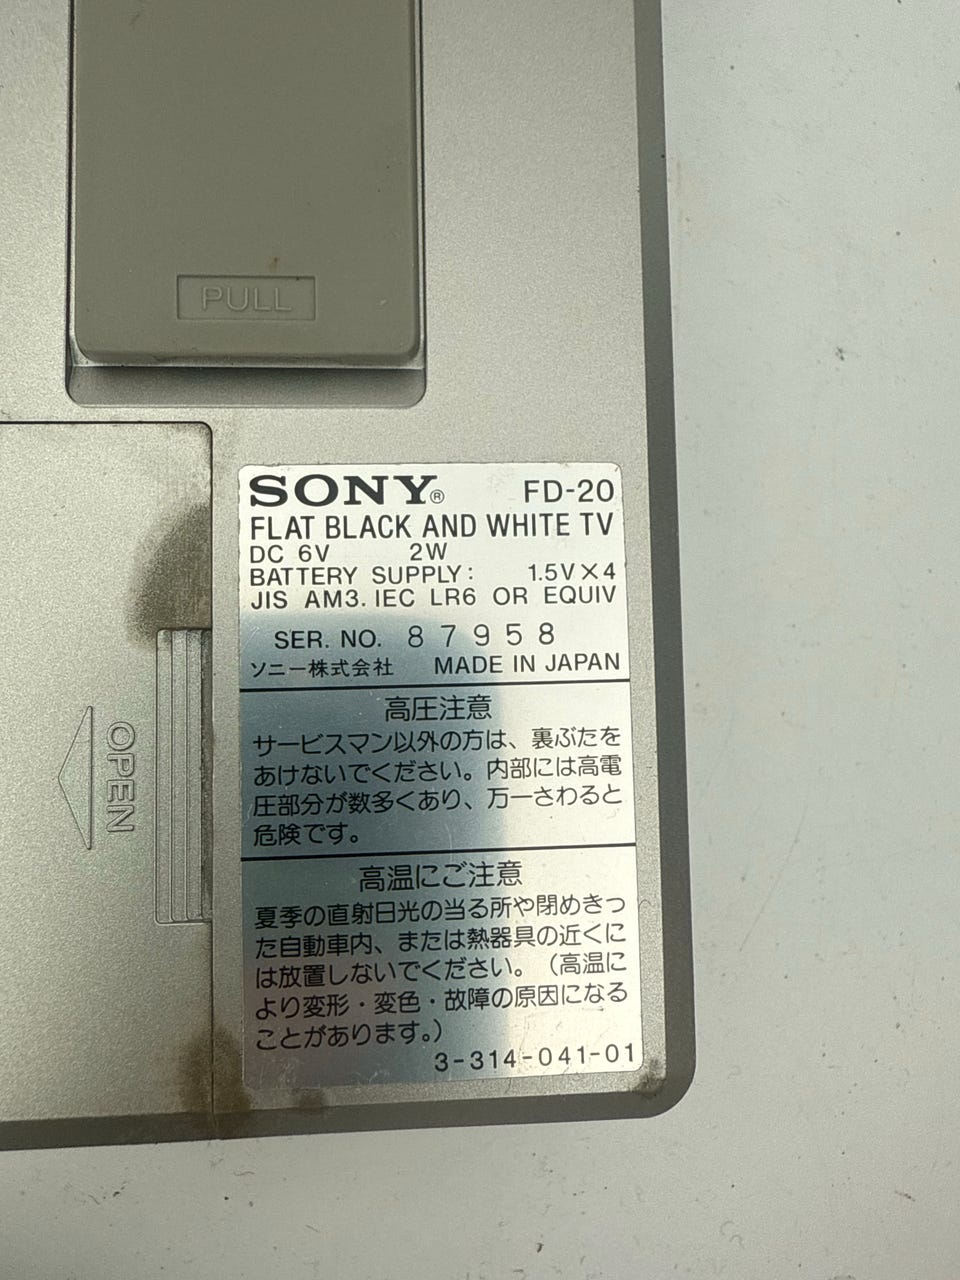 PULL
SONY® FD-20
FLAT BLACK AND WHITE TV
DC 6V 2W
BATTERY SUPPLY: 1.5V×4
JIS AM3. IEC LR6 OR EQUIV
SER. NO. 87958
ソニー株式会社 MADE IN JAPAN
高圧注意
サービスマン以外の方は、裏ぶたを
あけないでください。内部には高電
圧部分が数多くあり、万一さわると
危険です。
高温にご注意
夏季の直射日光の当る所や閉めきっ
た自動車内、または熱器具の近くに
は放置しないでください。(高温に
より変形・変色・故障の原因になる
ことがあります。)
3-314-041-01
OPEN